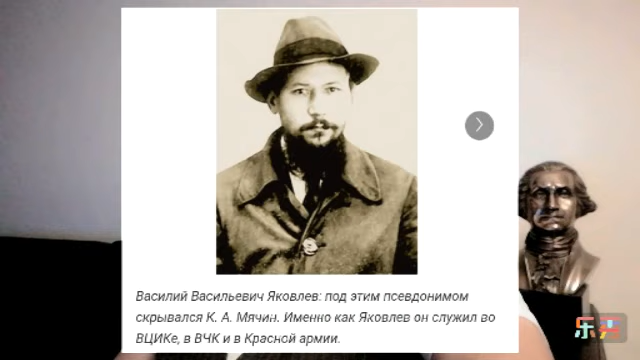 Василий Васильевич Яковлев: под этим псевдонимом
скрывался К. А. Мячин. Именно как Яковлев он служил во
ВЦИКе, в ВЧК и в Красной армии.